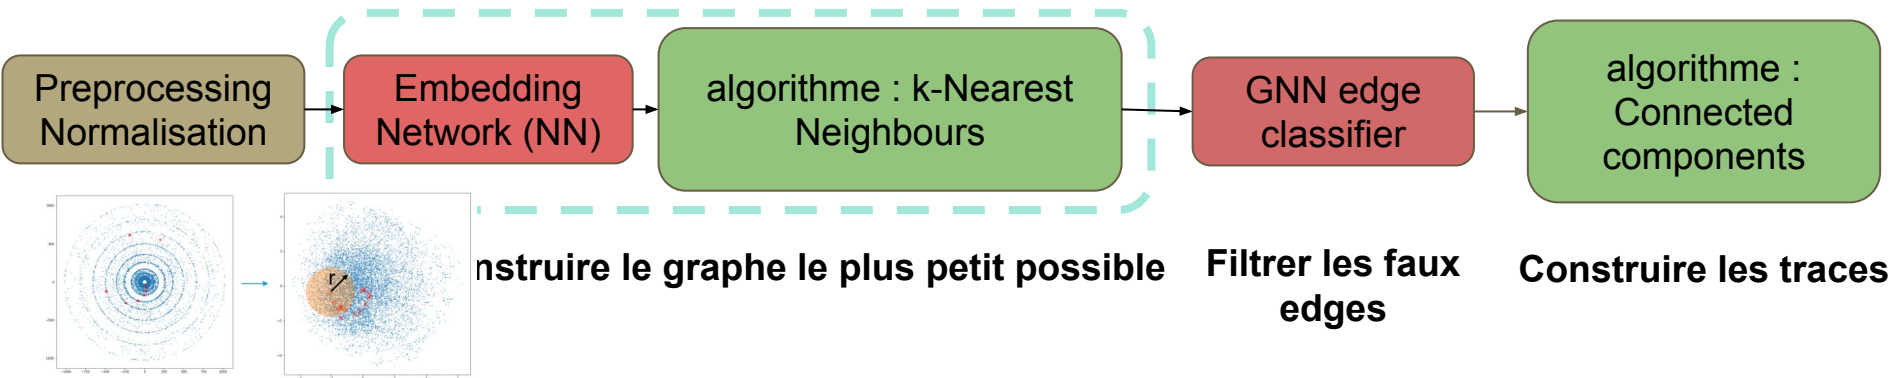 Preprocessing
Normalisation
Embedding
Network (NN)
algorithme : k-Nearest
Neighbours
GNN edge
classifier
algorithme :
Connected
components
r
nstruire le graphe le plus petit possible
Filtrer les faux
edges
Construire les traces